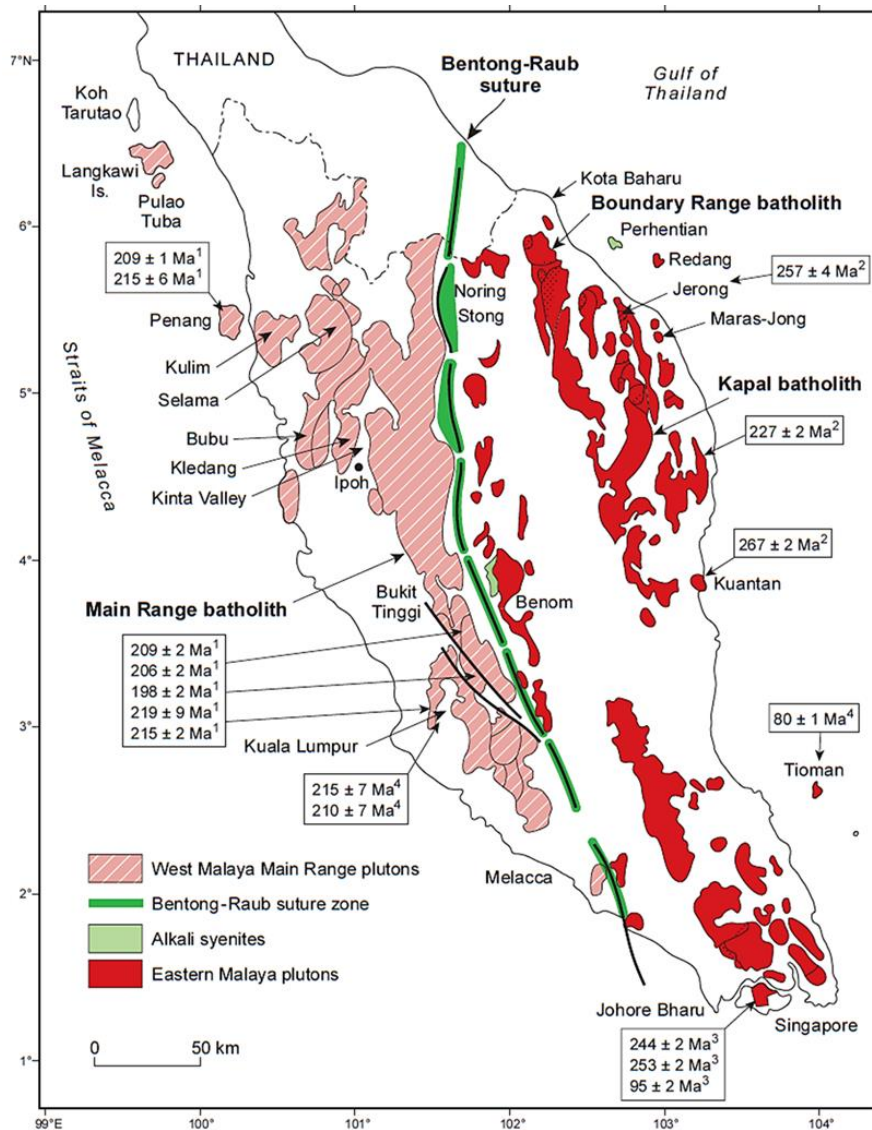 7°N
6°
5°
4°
3°
2°
1°
THAILAND
Bentong-Raub
suture
Gulf of
Thailand
Koh
Tarutao
Langkawi
Is.
Pulao
Tuba
Kota Baharu
Boundary Range batholith
Perhentian
Redang
209 ± 1 Ma¹
215 ± 6 Ma¹
257 ± 4 Ma²
Jerong
Noring
Stong
Penang
Maras-Jong
Kulim
Straits of Melacca
Selama
Kapal batholith
Bubu
227 ± 2 Ma²
Kledang
Kinta Valley
Ipoh
267 ± 2 Ma²
Kuantan
Main Range batholith
Bukit
Tinggi
Benom
209 ± 2 Ma¹
206 ± 2 Ma¹
198 ± 2 Ma¹
219 ± 9 Ma¹
215 ± 2 Ma¹
80 ± 1 Ma⁴
Kuala Lumpur
Tioman
215 ± 7 Ma⁴
210 ± 7 Ma⁴
West Malaya Main Range plutons
Melacca
Bentong-Raub suture zone
Alkali syenites
Eastern Malaya plutons
Johore Bharu
Singapore
0 50 km
244 ± 2 Ma³
253 ± 2 Ma³
95 ± 2 Ma³
99°E 100° 101° 102° 103° 104°